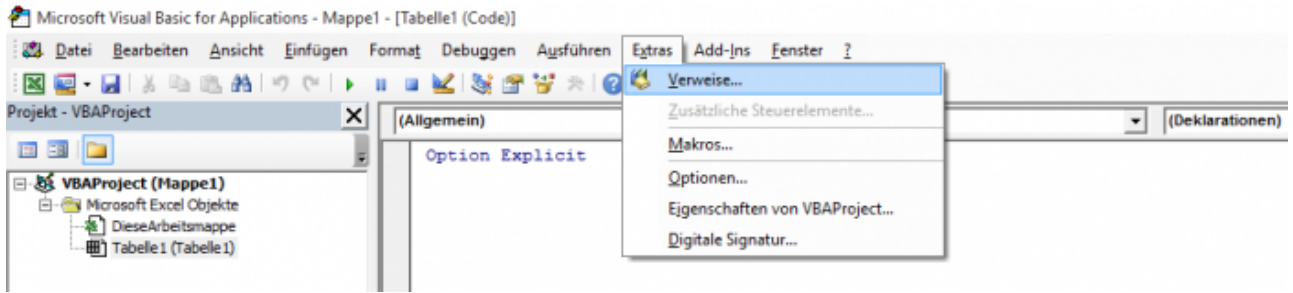 Microsoft Visual Basic for Applications - Mappe1 - [Tabelle1 (Code)]
Datei Bearbeiten Ansicht Einfügen Format Debuggen Ausführen Extras Add-Ins Fenster ?
Verweise...
Zusätzliche Steuerelemente...
Makros...
Optionen...
Eigenschaften von VBAProject...
Digitale Signatur...
Projekt - VBAProject
(Allgemein) (Deklarationen)
Option Explicit
VBAProject (Mappe1)
Microsoft Excel Objekte
DieseArbeitsmappe
Tabelle1 (Tabelle1)